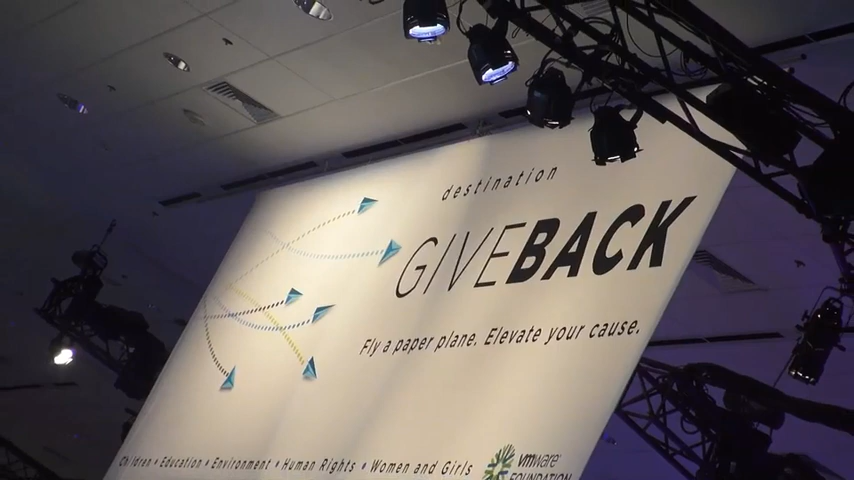 destination
GIVEBACK
Fly a paper plane. Elevate your cause.
Children • Education • Environment • Human Rights • Women and Girls
vmware
FOUNDATION